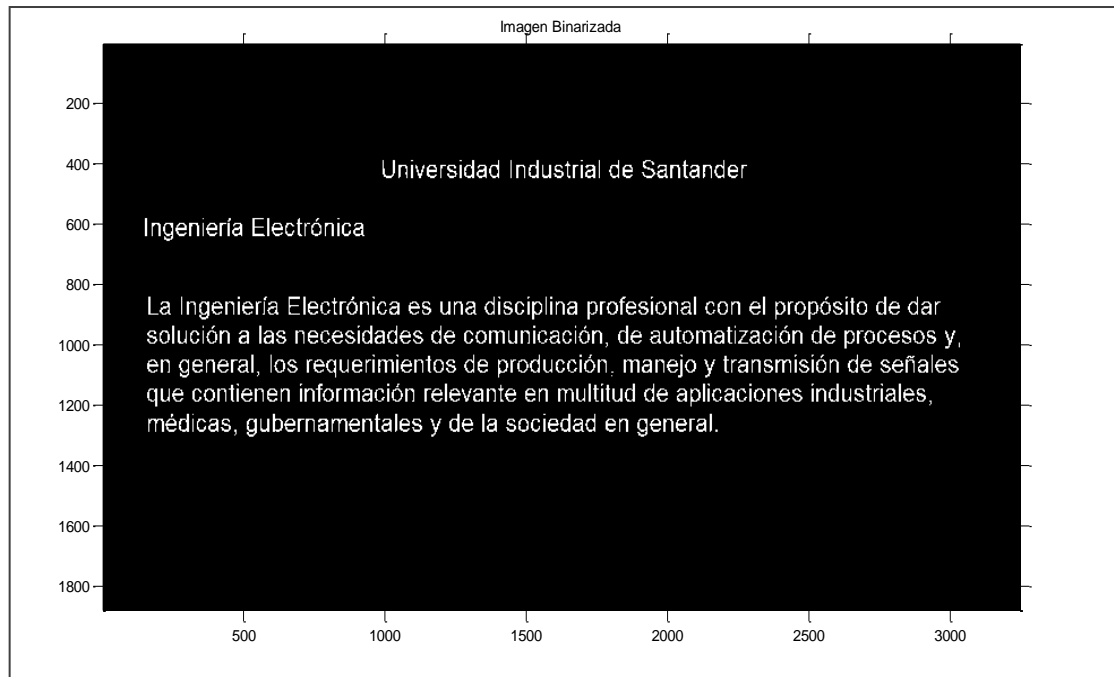 Imagen Binarizada
200
400
Universidad Industrial de Santander
600
Ingeniería Electrónica
800
La Ingeniería Electrónica es una disciplina profesional con el propósito de dar
solución a las necesidades de comunicación, de automatización de procesos y,
1000
en general, los requerimientos de producción, manejo y transmisión de señales
que contienen información relevante en multitud de aplicaciones industriales,
1200
médicas, gubernamentales y de la sociedad en general.
1400
1600
1800
500 1000 1500 2000 2500 3000